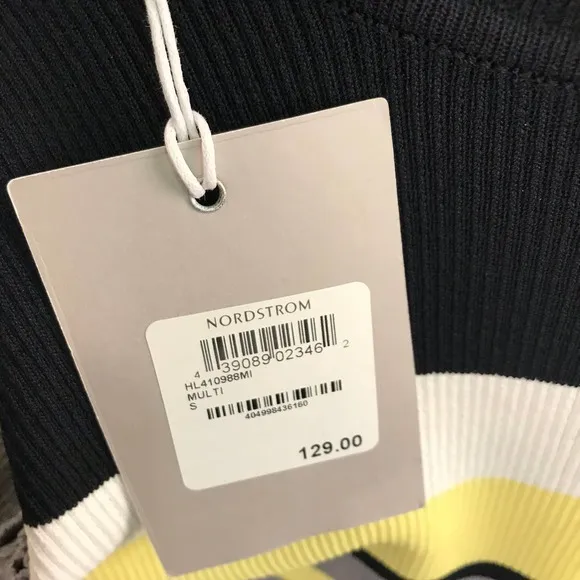 NORDSTROM
4 39089 02346 2
HL410988MI
MULTI
S 404998436160
129.00